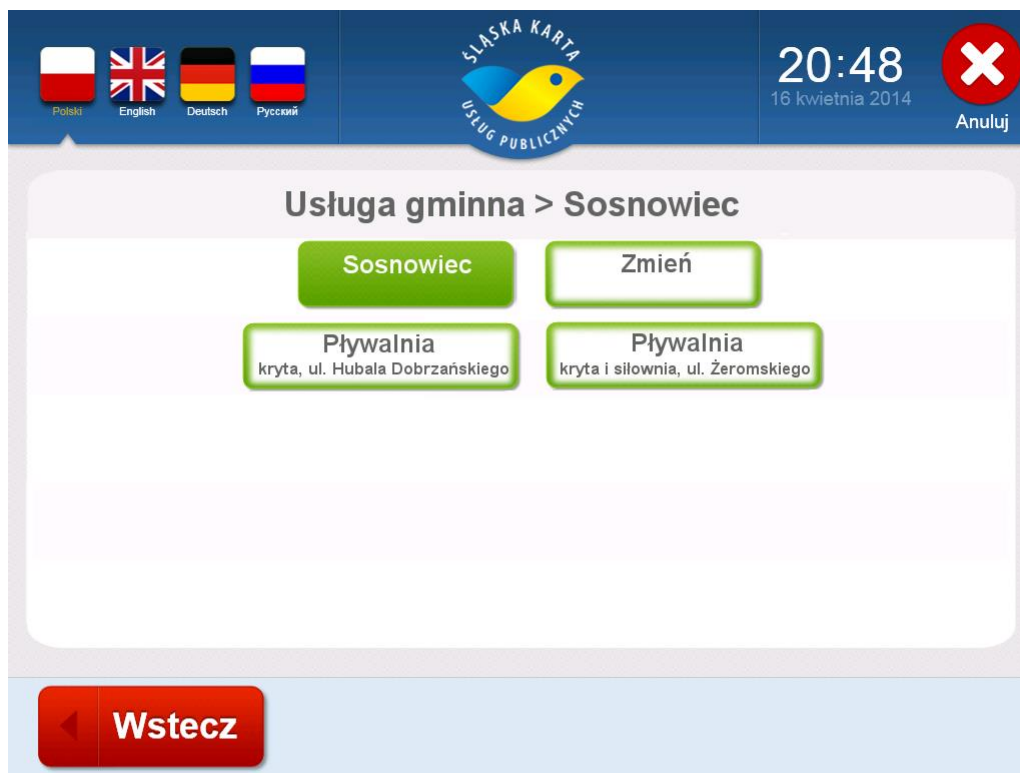 Polski English Deutsch Русский
ŚLĄSKA KARTA
USŁUG PUBLICZNYCH
20:48
16 kwietnia 2014
Anuluj
Usługa gminna > Sosnowiec
Sosnowiec Zmień
Pływalnia
kryta, ul. Hubala Dobrzańskiego
Pływalnia
kryta i siłownia, ul. Żeromskiego
Wstecz